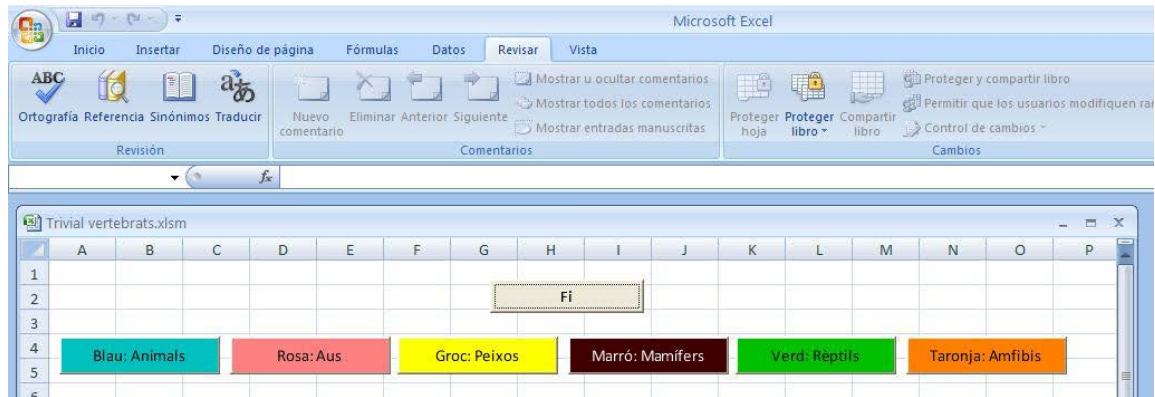 Microsoft Excel
Inicio Insertar Diseño de página Fórmulas Datos Revisar Vista
ABC
Ortografía Referencia Sinónimos Traducir
Revisión
Nuevo comentario Eliminar Anterior Siguiente
Mostrar u ocultar comentarios
Mostrar todos los comentarios
Mostrar entradas manuscritas
Comentarios
Proteger hoja Proteger libro Compartir libro
Proteger y compartir libro
Permitir que los usuarios modifiquen
Control de cambios
Cambios
fx
Trivial vertebrats.xlsm
A B C D E F G H I J K L M N O P
1
2 Fi
3
4
Blau: Animals Rosa: Aus Groc: Peixos Marró: Mamífers Verd: Rèptils Taronja: Amfibis
5
6